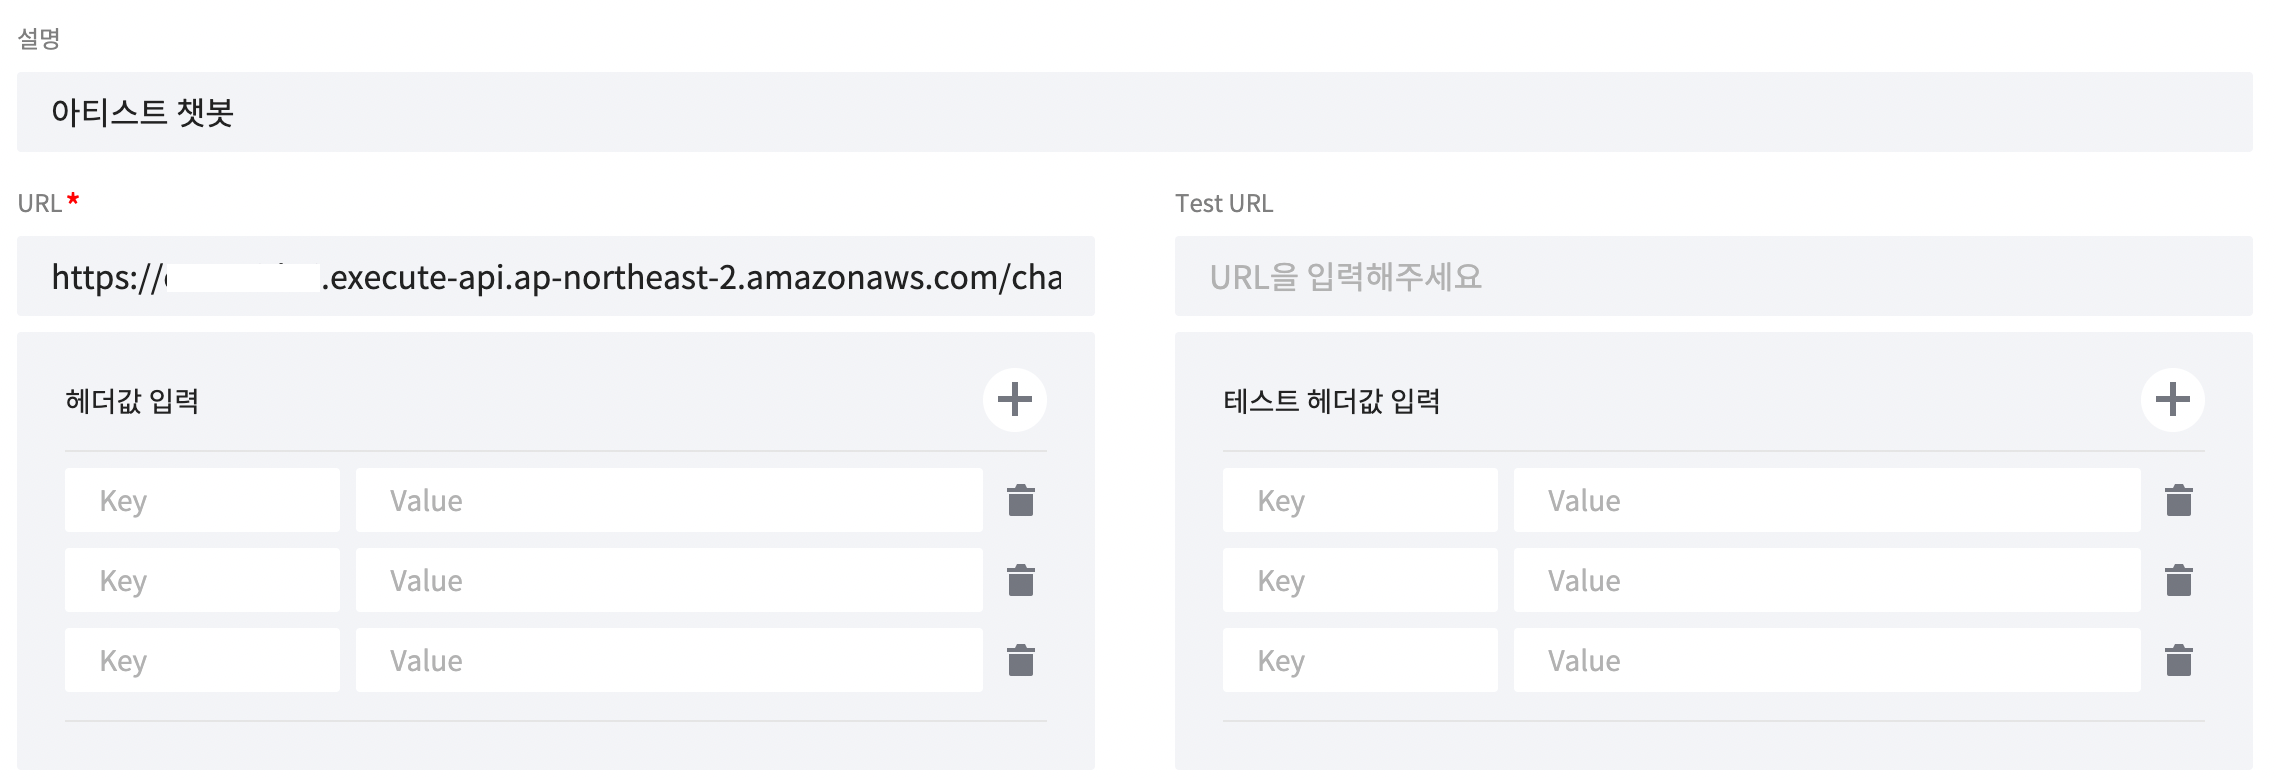 설명
아티스트 챗봇
URL *
https:// .execute-api.ap-northeast-2.amazonaws.com/cha
헤더값 입력
Key Value
Key Value
Key Value
Test URL
URL을 입력해주세요
테스트 헤더값 입력
Key Value
Key Value
Key Value